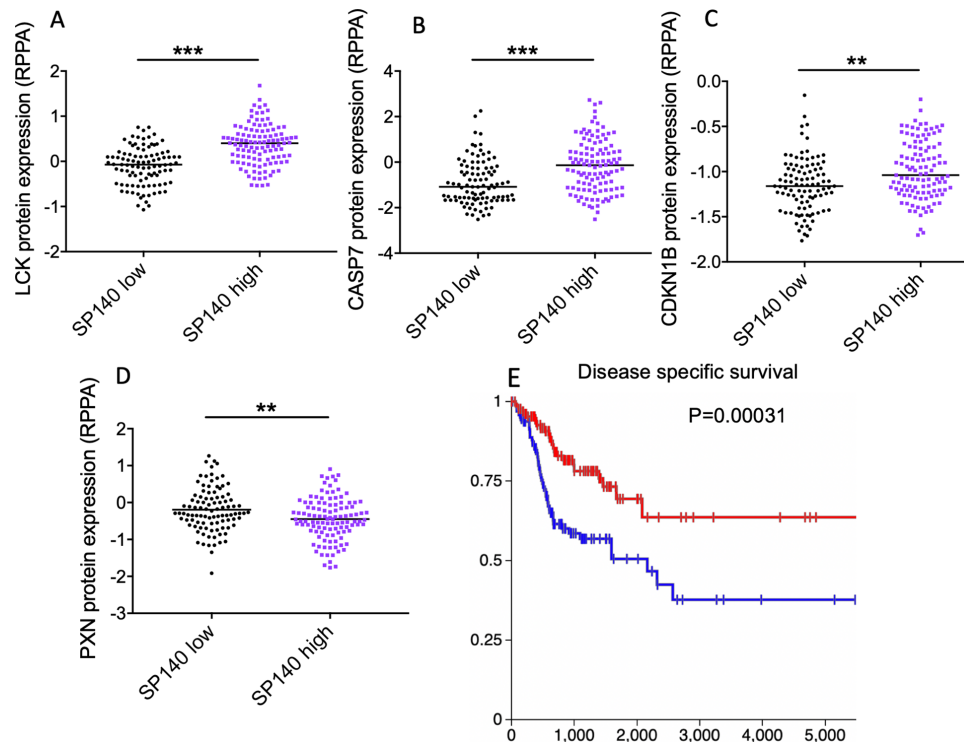 A
LCK protein expression (RPPA)
***
2
1
0
-1
-2
SP140 low
SP140 high
B
CASP7 protein expression (RPPA)
***
4
2
0
-2
-4
SP140 low
SP140 high
C
CDKN1B protein expression (RPPA)
**
0.0
-0.5
-1.0
-1.5
-2.0
SP140 low
SP140 high
D
PXN protein expression (RPPA)
**
2
1
0
-1
-2
-3
SP140 low
SP140 high
E
Disease specific survival
P=0.00031
1
0.75
0.5
0.25
0
0 1,000 2,000 3,000 4,000 5,000